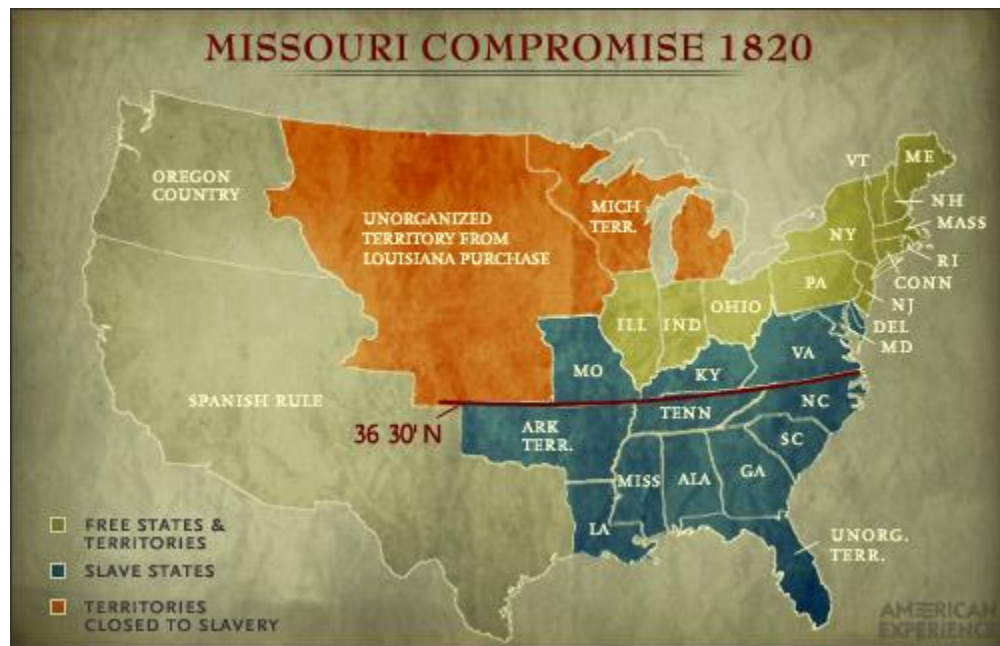 MISSOURI COMPROMISE 1820
OREGON
COUNTRY
UNORGANIZED
TERRITORY FROM
LOUISIANA PURCHASE
MICH
TERR.
VT
ME
NH
MASS
NY
RI
CONN
PA
NJ
OHIO
ILL
IND
DEL
MD
VA
MO
KY
SPANISH RULE
NC
TENN
36 30' N
ARK
TERR.
SC
MISS
ALA
GA
LA
UNORG.
TERR.
FREE STATES &
TERRITORIES
SLAVE STATES
TERRITORIES
CLOSED TO SLAVERY
AMERICAN
EXPERIENCE